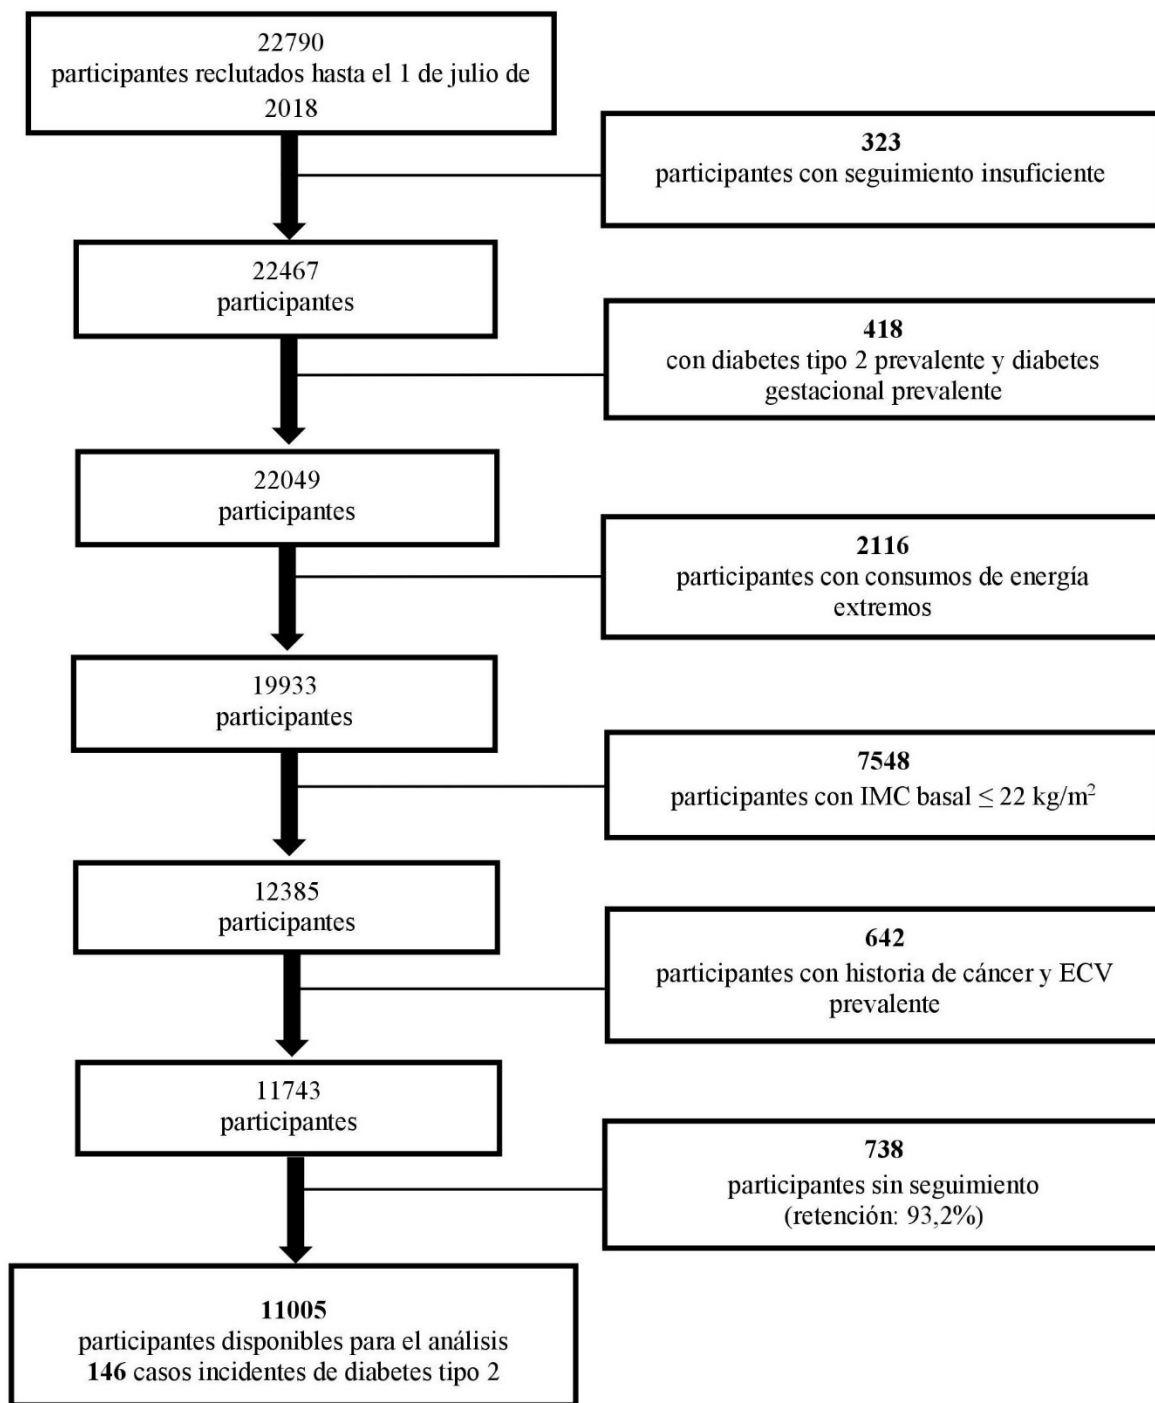 22790
participantes reclutados hasta el 1 de julio de
2018
323
participantes con seguimiento insuficiente
22467
participantes
418
con diabetes tipo 2 prevalente y diabetes
gestacional prevalente
22049
participantes
2116
participantes con consumos de energía
extremos
19933
participantes
7548
participantes con IMC basal ≤ 22 kg/m²
12385
participantes
642
participantes con historia de cáncer y ECV
prevalente
11743
participantes
738
participantes sin seguimiento
(retención: 93,2%)
11005
participantes disponibles para el análisis
146 casos incidentes de diabetes tipo 2